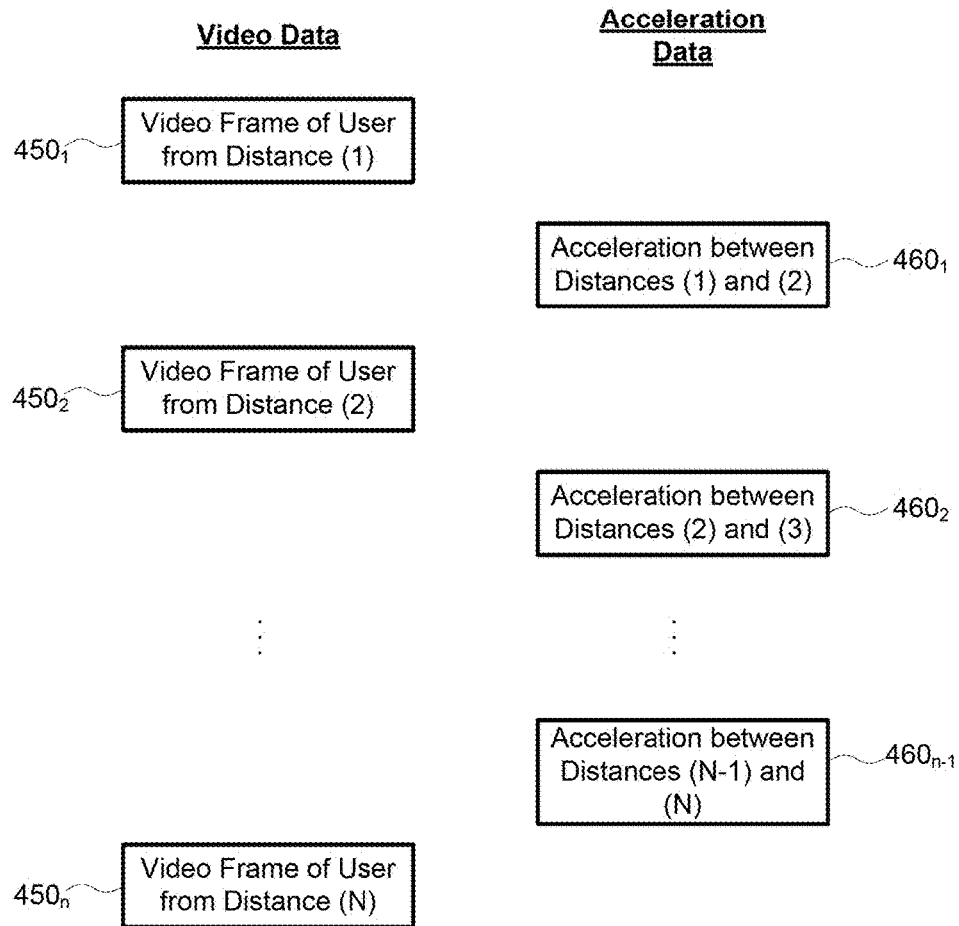 Video Data
Acceleration
Data
Video Frame of User
from Distance (1)
450₁
Acceleration between
Distances (1) and (2)
460₁
Video Frame of User
from Distance (2)
450₂
Acceleration between
Distances (2) and (3)
460₂
Acceleration between
Distances (N-1) and
(N)
460ₙ₋₁
Video Frame of User
from Distance (N)
450ₙ